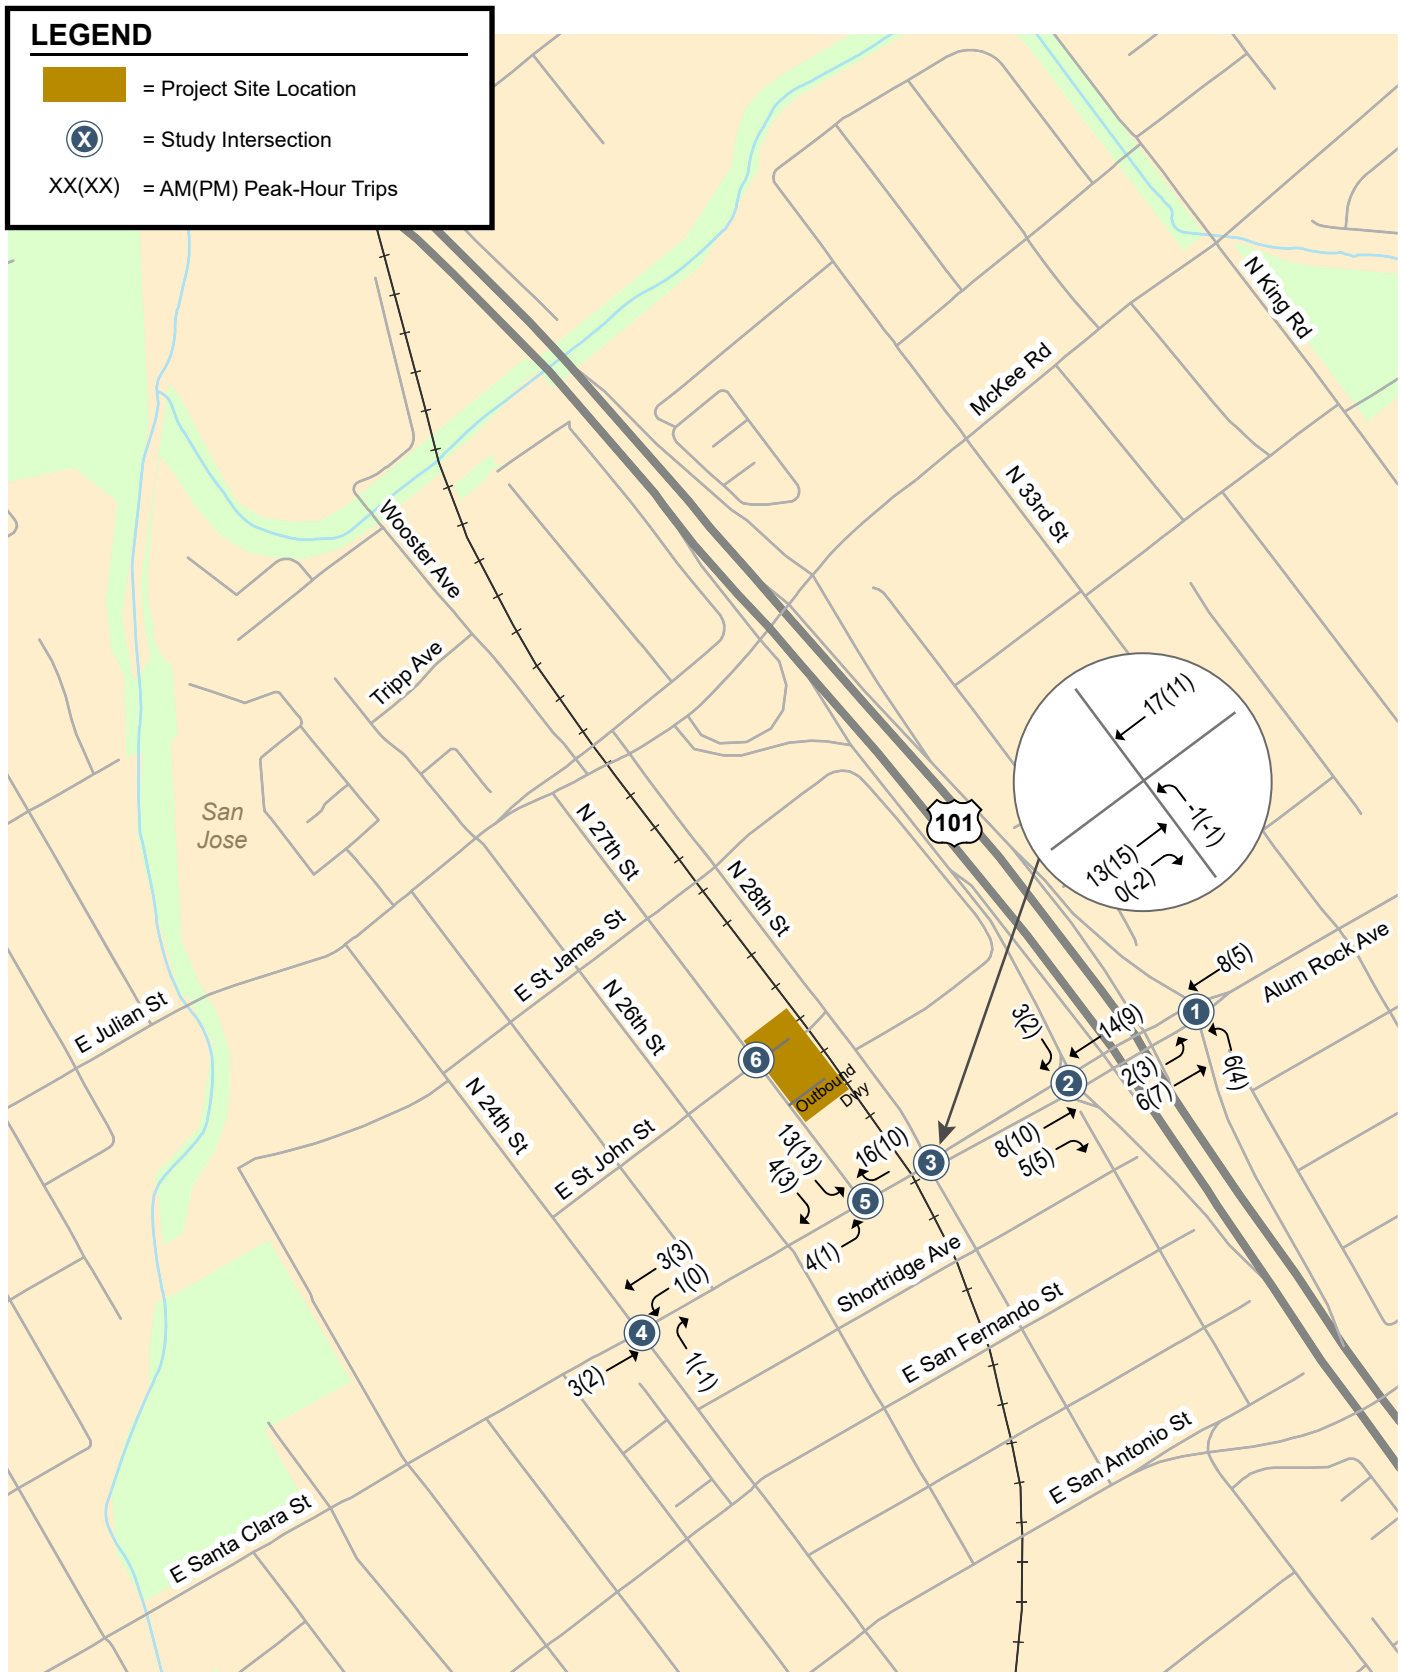 LEGEND
= Project Site Location
X
= Study Intersection
XX(XX)
= AM(PM) Peak-Hour Trips
N King Rd
McKee Rd
N 33rd St
Wooster Ave
Tripp Ave
17(11)
-1(-1)
13(15)
0(-2)
San
Jose
101
N 27th St
N 28th St
E St James St
N 26th St
E Julian St
Alum Rock Ave
8(5)
1
3(2)
14(9)
2
2(3)
6(7)
6(4)
6
Outbound
Dwy
N 24th St
E St John St
13(13)
4(3)
16(10)
3
8(10)
5(5)
5
4(1)
Shortridge Ave
3(3)
1(0)
4
3(2)
1(-1)
E San Fernando St
E San Antonio St
E Santa Clara St